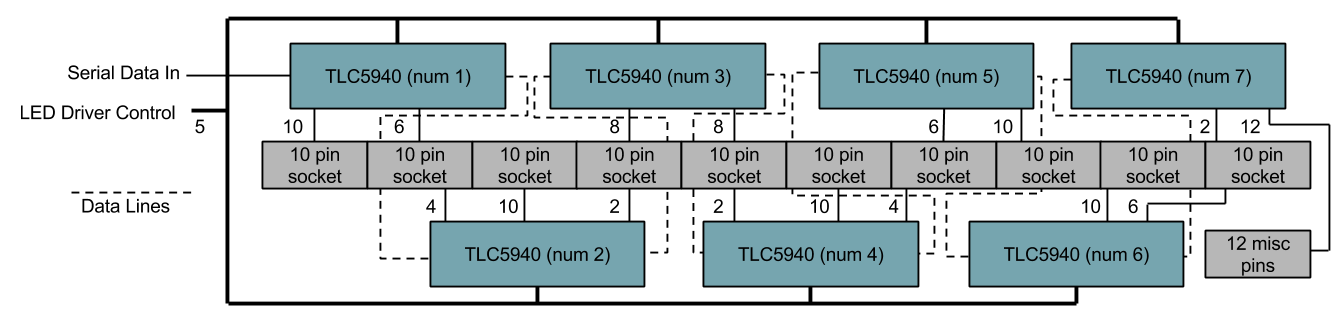 TLC5940 (num 1)
TLC5940 (num 3)
TLC5940 (num 5)
TLC5940 (num 7)
Serial Data In
LED Driver Control
5
10
6
8
8
6
10
2
12
10 pin
socket
10 pin
socket
10 pin
socket
10 pin
socket
10 pin
socket
10 pin
socket
10 pin
socket
10 pin
socket
10 pin
socket
10 pin
socket
Data Lines
4
10
2
2
10
4
10
6
TLC5940 (num 2)
TLC5940 (num 4)
TLC5940 (num 6)
12 misc
pins